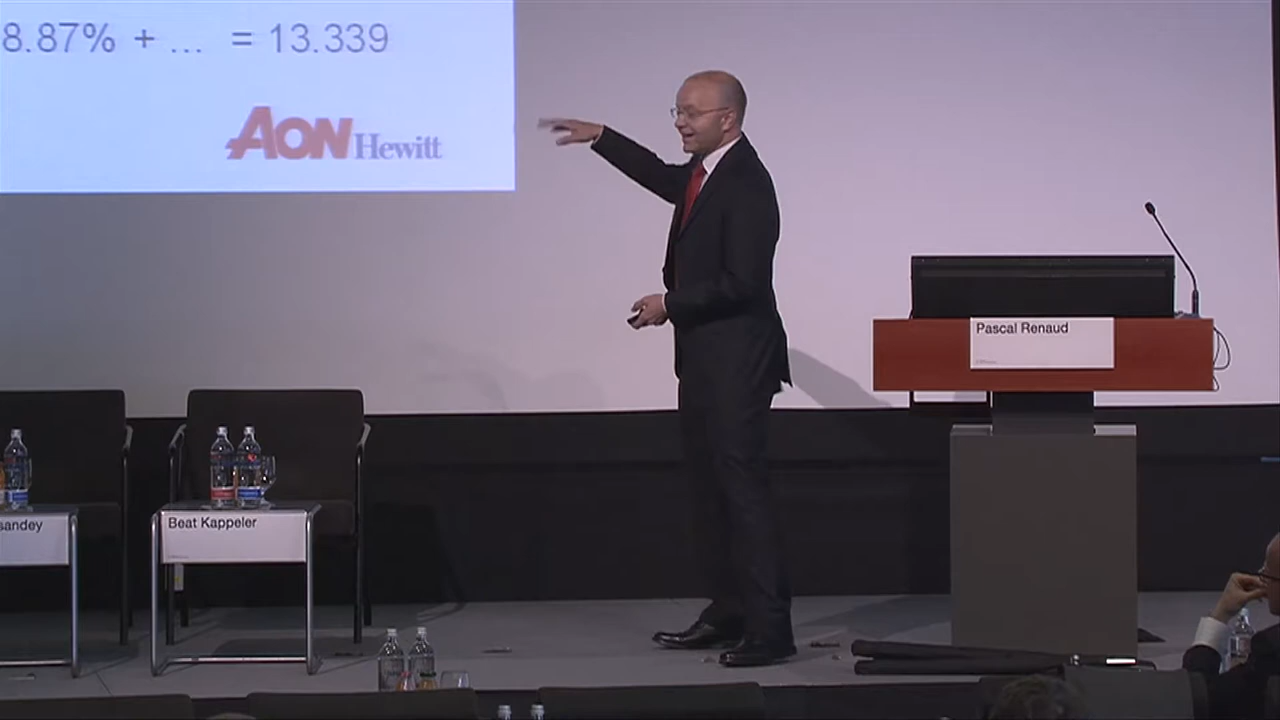 8.87% + ... = 13.339
AON Hewitt
Pascal Renaud
sandey
Beat Kappeler